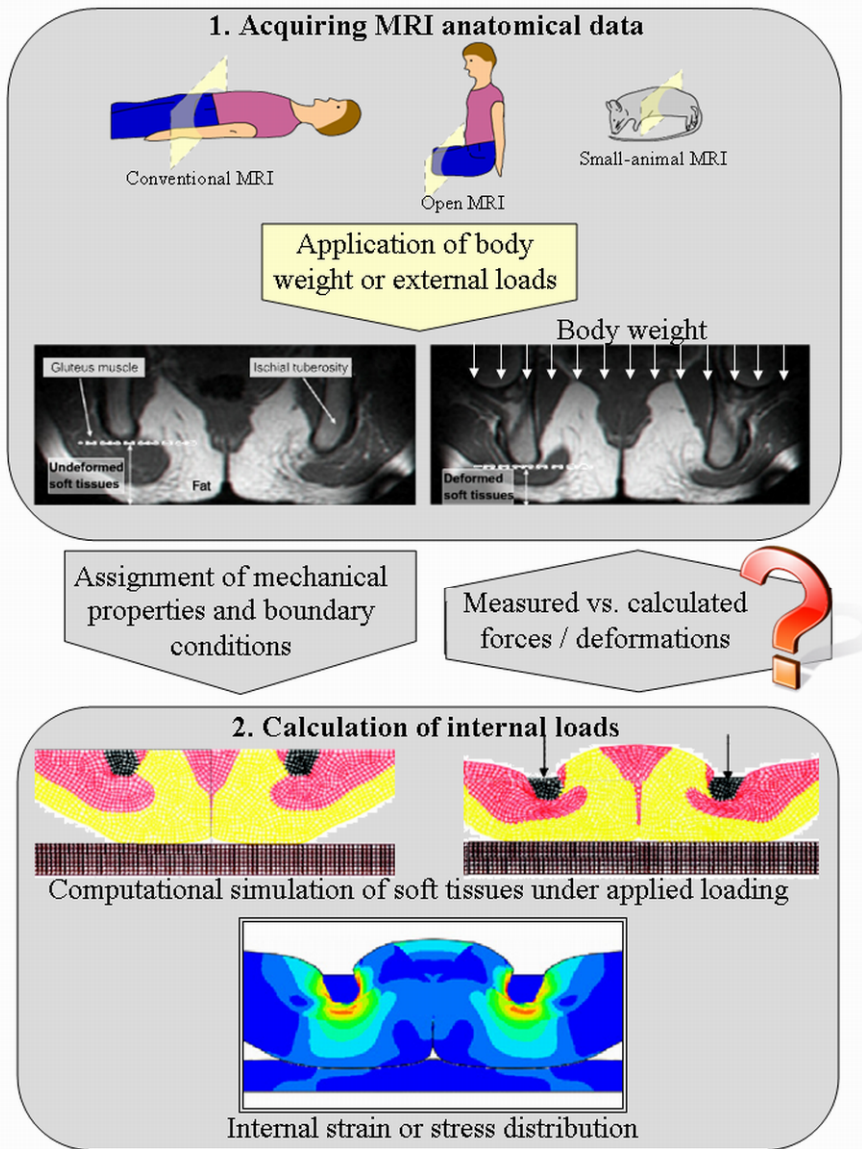 1. Acquiring MRI anatomical data
Conventional MRI
Open MRI
Small-animal MRI
Application of body
weight or external loads
Body weight
Gluteus muscle
Ischial tuberosity
Undeformed
soft tissues
Fat
Deformed
soft tissues
Assignment of mechanical
properties and boundary
conditions
Measured vs. calculated
forces / deformations
?
2. Calculation of internal loads
Computational simulation of soft tissues under applied loading
Internal strain or stress distribution